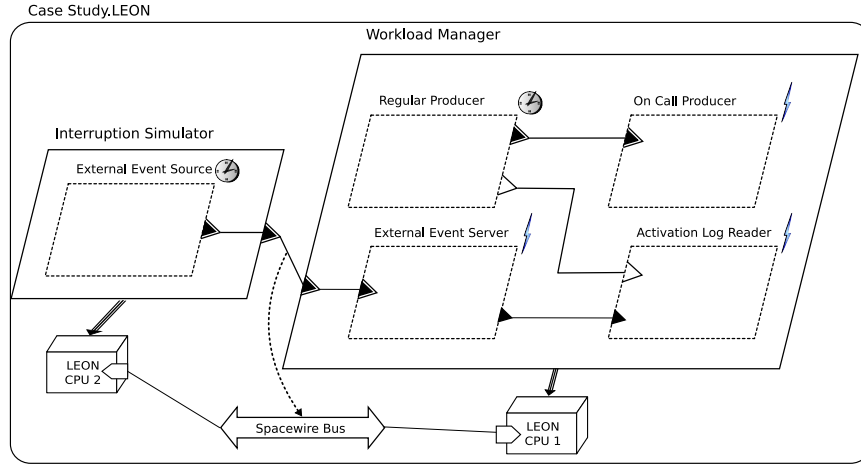 Case Study.LEON
Workload Manager
Regular Producer
On Call Producer
Interruption Simulator
External Event Source
External Event Server
Activation Log Reader
LEON
CPU 2
Spacewire Bus
LEON
CPU 1